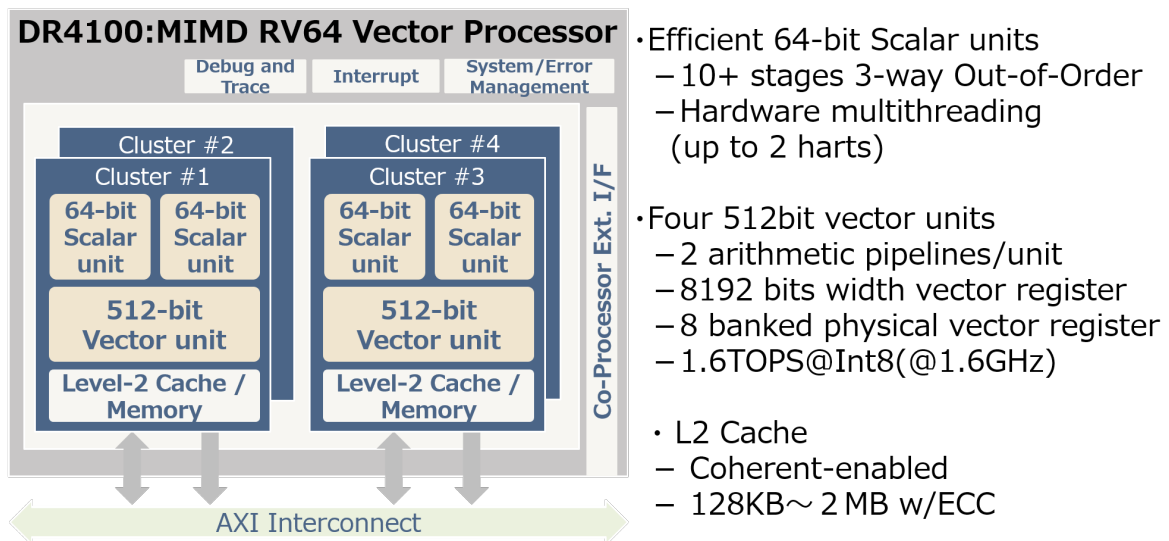 DR4100:MIMD RV64 Vector Processor
Debug and
Trace
Interrupt
System/Error
Management
Cluster #2
Cluster #1
64-bit
Scalar
unit
64-bit
Scalar
unit
512-bit
Vector unit
Level-2 Cache /
Memory
Cluster #4
Cluster #3
64-bit
Scalar
unit
64-bit
Scalar
unit
512-bit
Vector unit
Level-2 Cache /
Memory
Co-Processor Ext. I/F
AXI Interconnect
・Efficient 64-bit Scalar units
－10+ stages 3-way Out-of-Order
－Hardware multithreading
(up to 2 harts)
・Four 512bit vector units
－2 arithmetic pipelines/unit
－8192 bits width vector register
－8 banked physical vector register
－1.6TOPS@Int8(@1.6GHz)
・ L2 Cache
－ Coherent-enabled
－ 128KB～２MB w/ECC